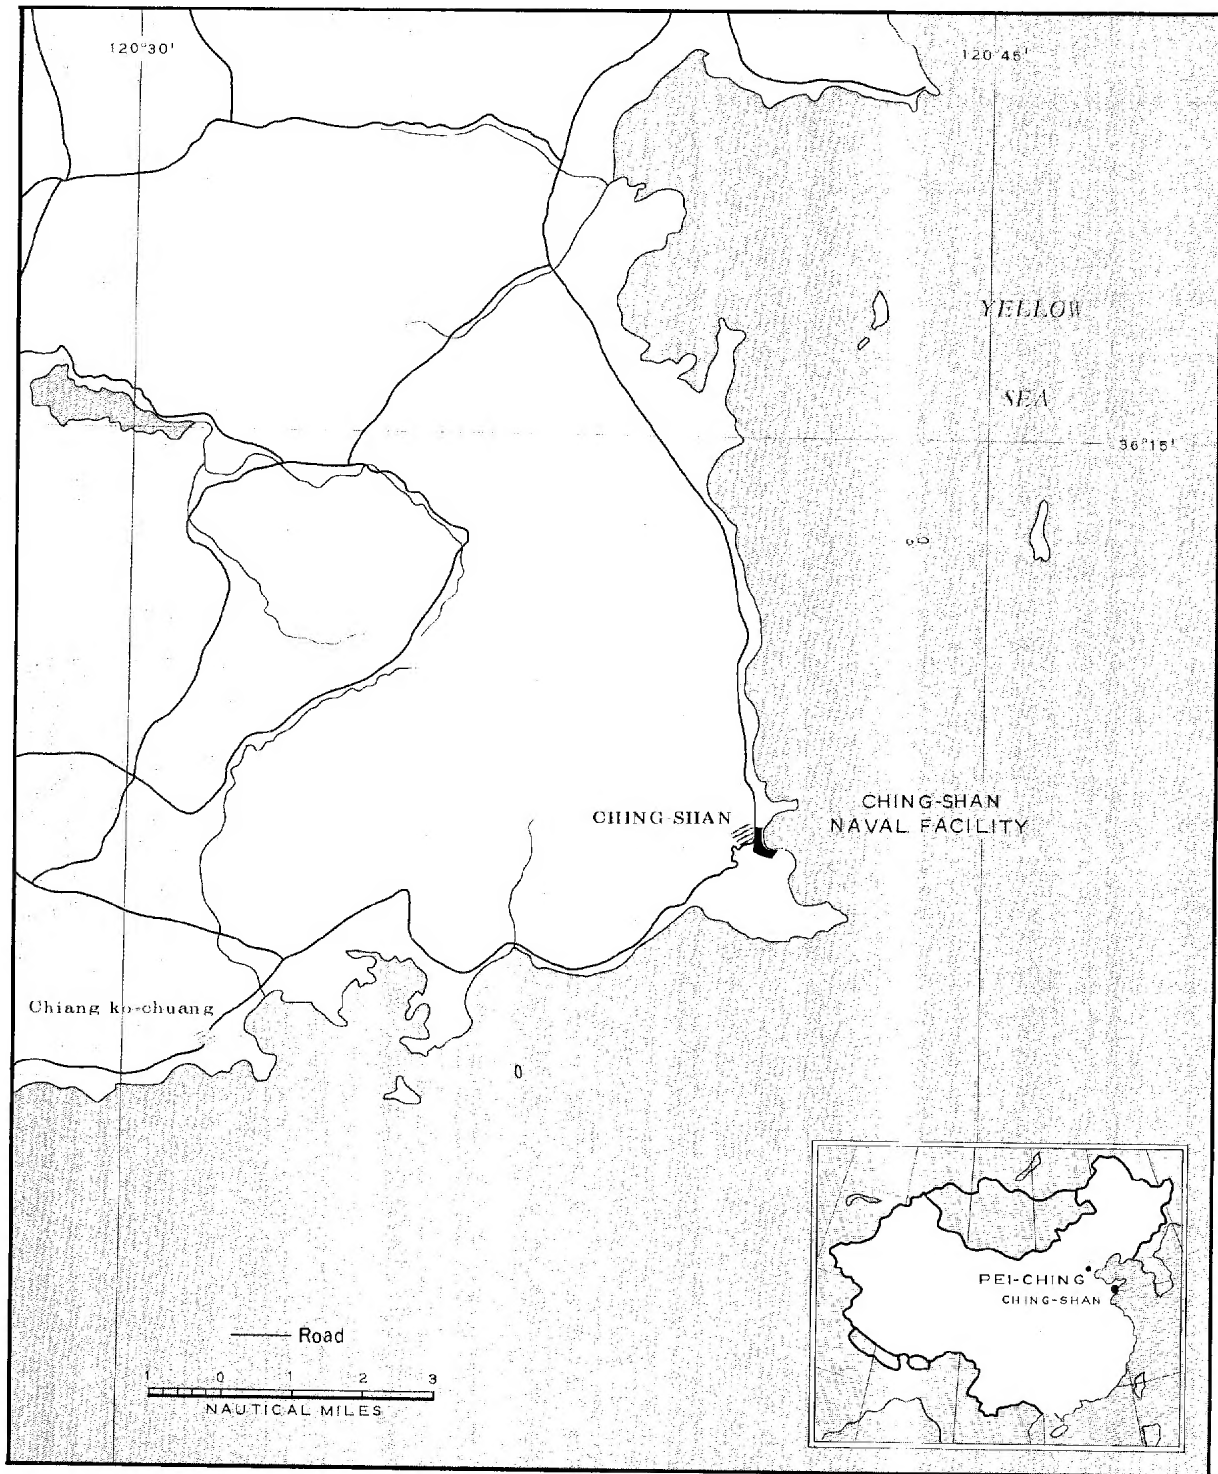 120°30'
120°45'
YELLOW
SEA
36°15'
CHING-SHAN
CHING-SHAN
NAVAL FACILITY
Chiang ko-chuang
PEI-CHING
CHING-SHAN
Road
1 0 1 2 3
NAUTICAL MILES